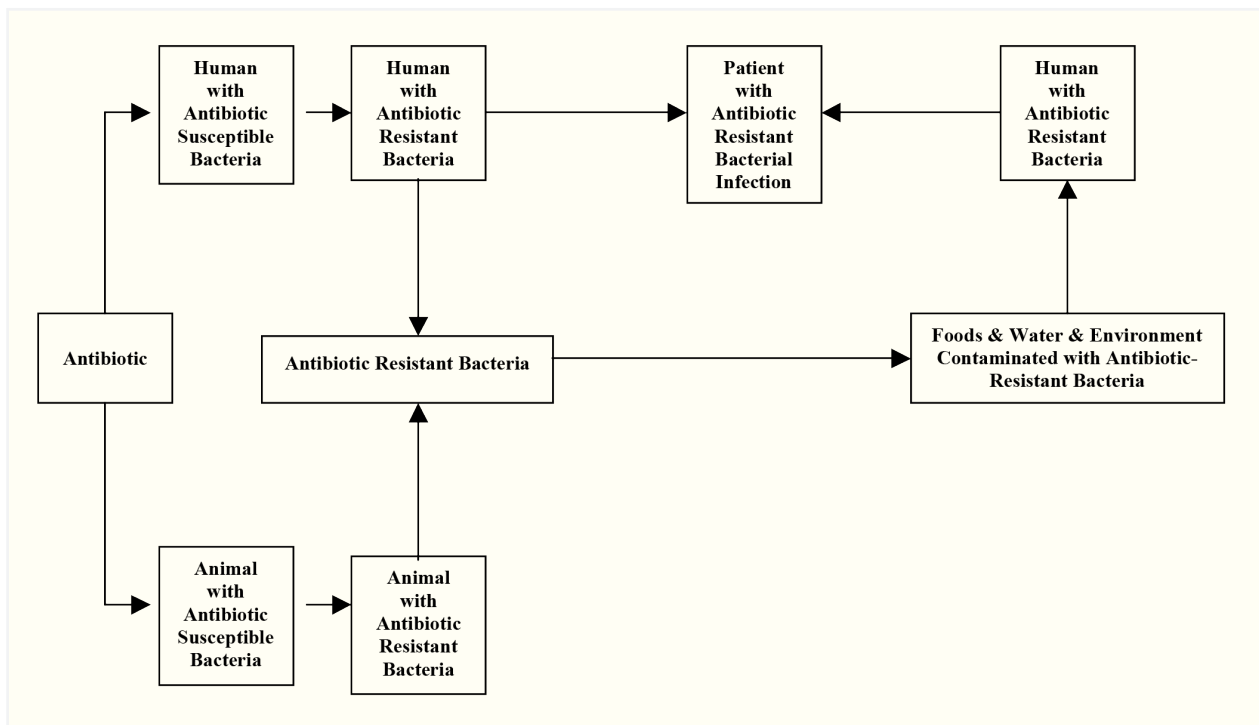 Human
with
Antibiotic
Susceptible
Bacteria
Human
with
Antibiotic
Resistant
Bacteria
Patient
with
Antibiotic
Resistant
Bacterial
Infection
Human
with
Antibiotic
Resistant
Bacteria
Antibiotic
Antibiotic Resistant Bacteria
Foods & Water & Environment
Contaminated with Antibiotic-
Resistant Bacteria
Animal
with
Antibiotic
Susceptible
Bacteria
Animal
with
Antibiotic
Resistant
Bacteria